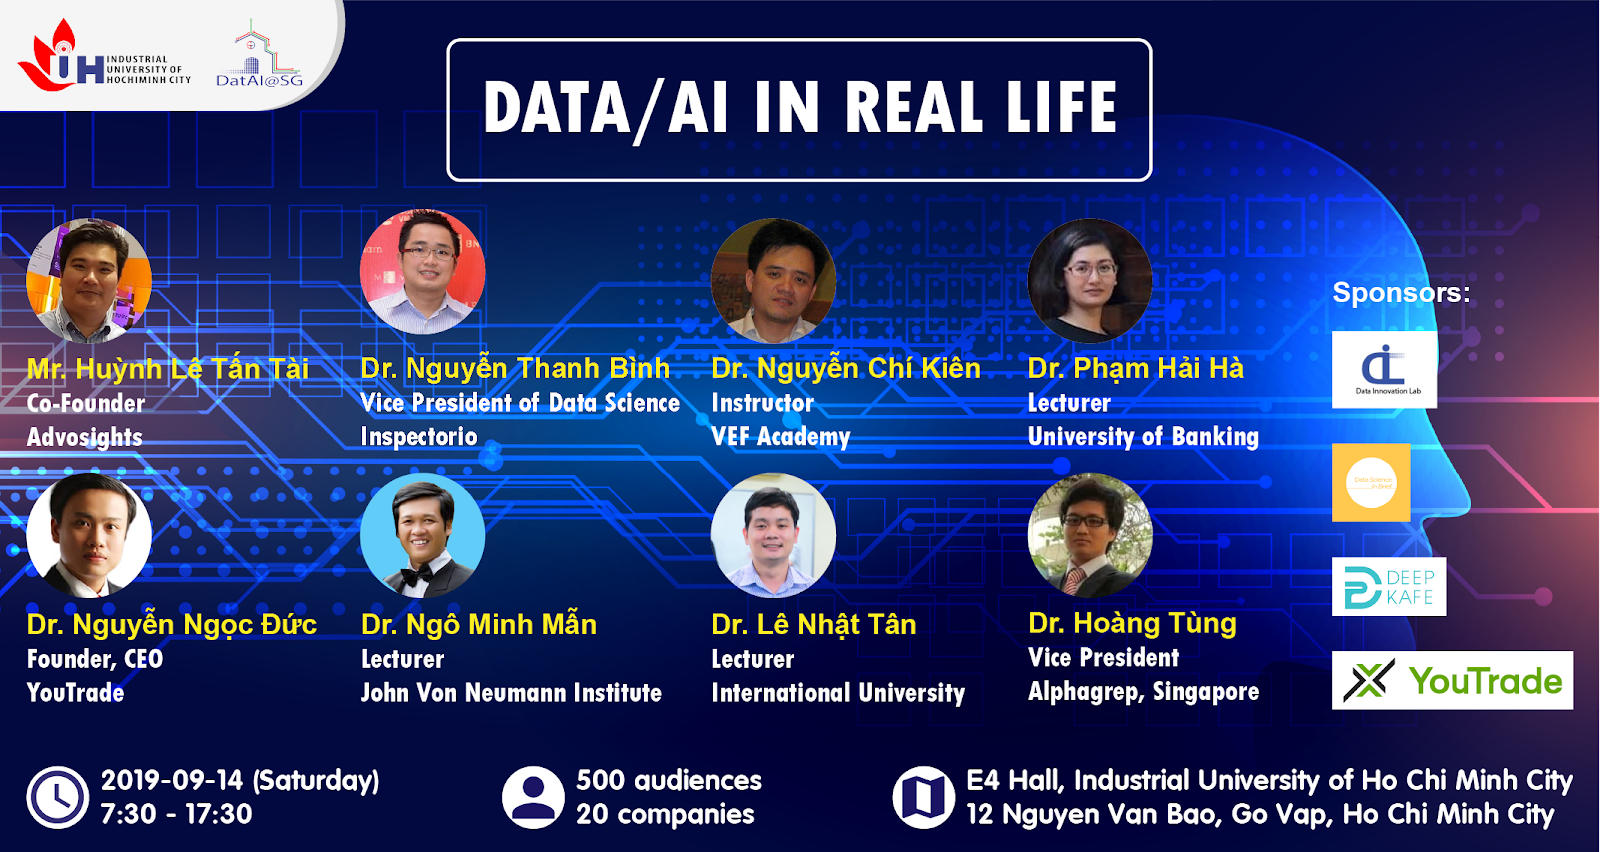 INDUSTRIAL
UNIVERSITY OF
HOCHIMINH CITY
IUH
DatAI@SG
DATA/AI IN REAL LIFE
Mr. Huỳnh Lê Tấn Tài
Co-Founder
Advosights
Dr. Nguyễn Thanh Bình
Vice President of Data Science
Inspectorio
Dr. Nguyễn Chí Kiên
Instructor
VEF Academy
Dr. Phạm Hải Hà
Lecturer
University of Banking
Dr. Nguyễn Ngọc Đức
Founder, CEO
YouTrade
Dr. Ngô Minh Mẫn
Lecturer
John Von Neumann Institute
Dr. Lê Nhật Tân
Lecturer
International University
Dr. Hoàng Tùng
Vice President
Alphagrep, Singapore
Sponsors:
Data Innovation Lab
Data Science
in Brief
DEEP
KAFE
YouTrade
2019-09-14 (Saturday)
7:30 - 17:30
500 audiences
20 companies
E4 Hall, Industrial University of Ho Chi Minh City
12 Nguyen Van Bao, Go Vap, Ho Chi Minh City